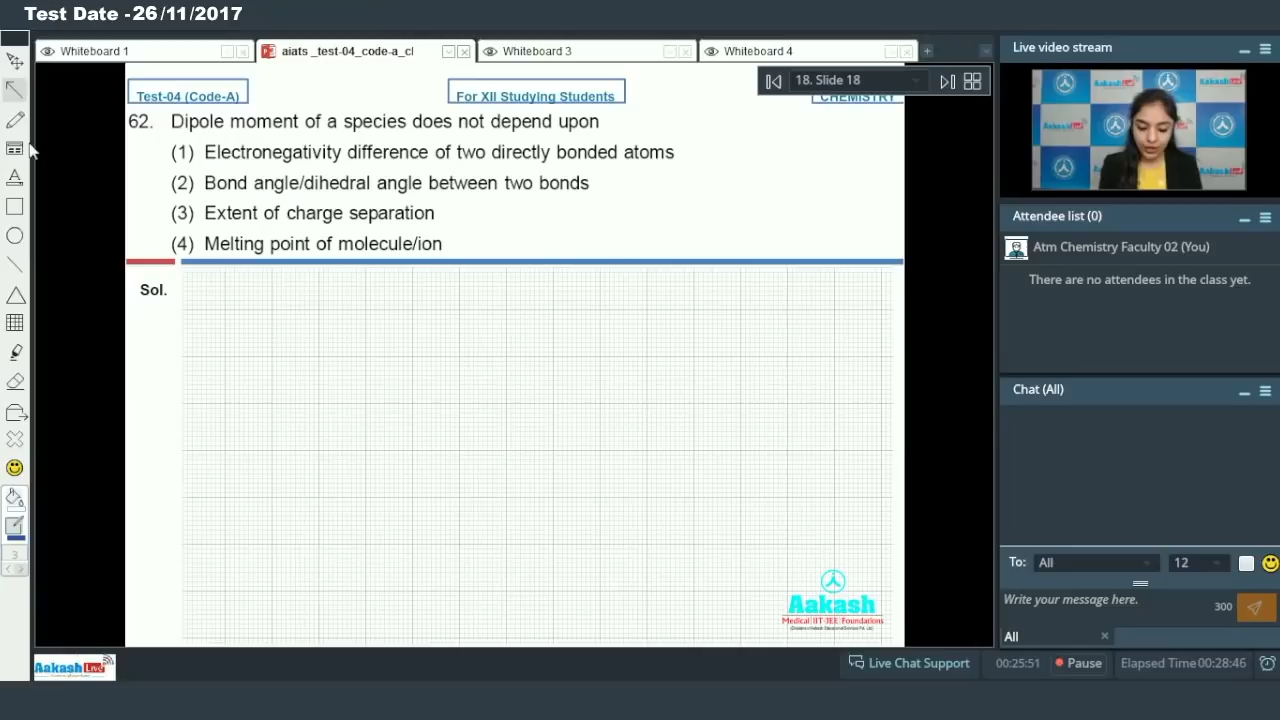 Test Date -26/11/2017
Whiteboard 1
aiats _test-04_code-a_cl
Whiteboard 3
Whiteboard 4
18. Slide 18
Test-04 (Code-A)
For XII Studying Students
CHEMISTRY
62. Dipole moment of a species does not depend upon
(1) Electronegativity difference of two directly bonded atoms
(2) Bond angle/dihedral angle between two bonds
(3) Extent of charge separation
(4) Melting point of molecule/ion
Sol.
Aakash
Medical|IIT-JEE|Foundations
3
AakashLive
Live video stream
Aakash Live
Attendee list (0)
Atm Chemistry Faculty 02 (You)
There are no attendees in the class yet.
Chat (All)
To: All 12
Write your message here. 300
All
Live Chat Support 00:25:51 Pause Elapsed Time 00:28:46